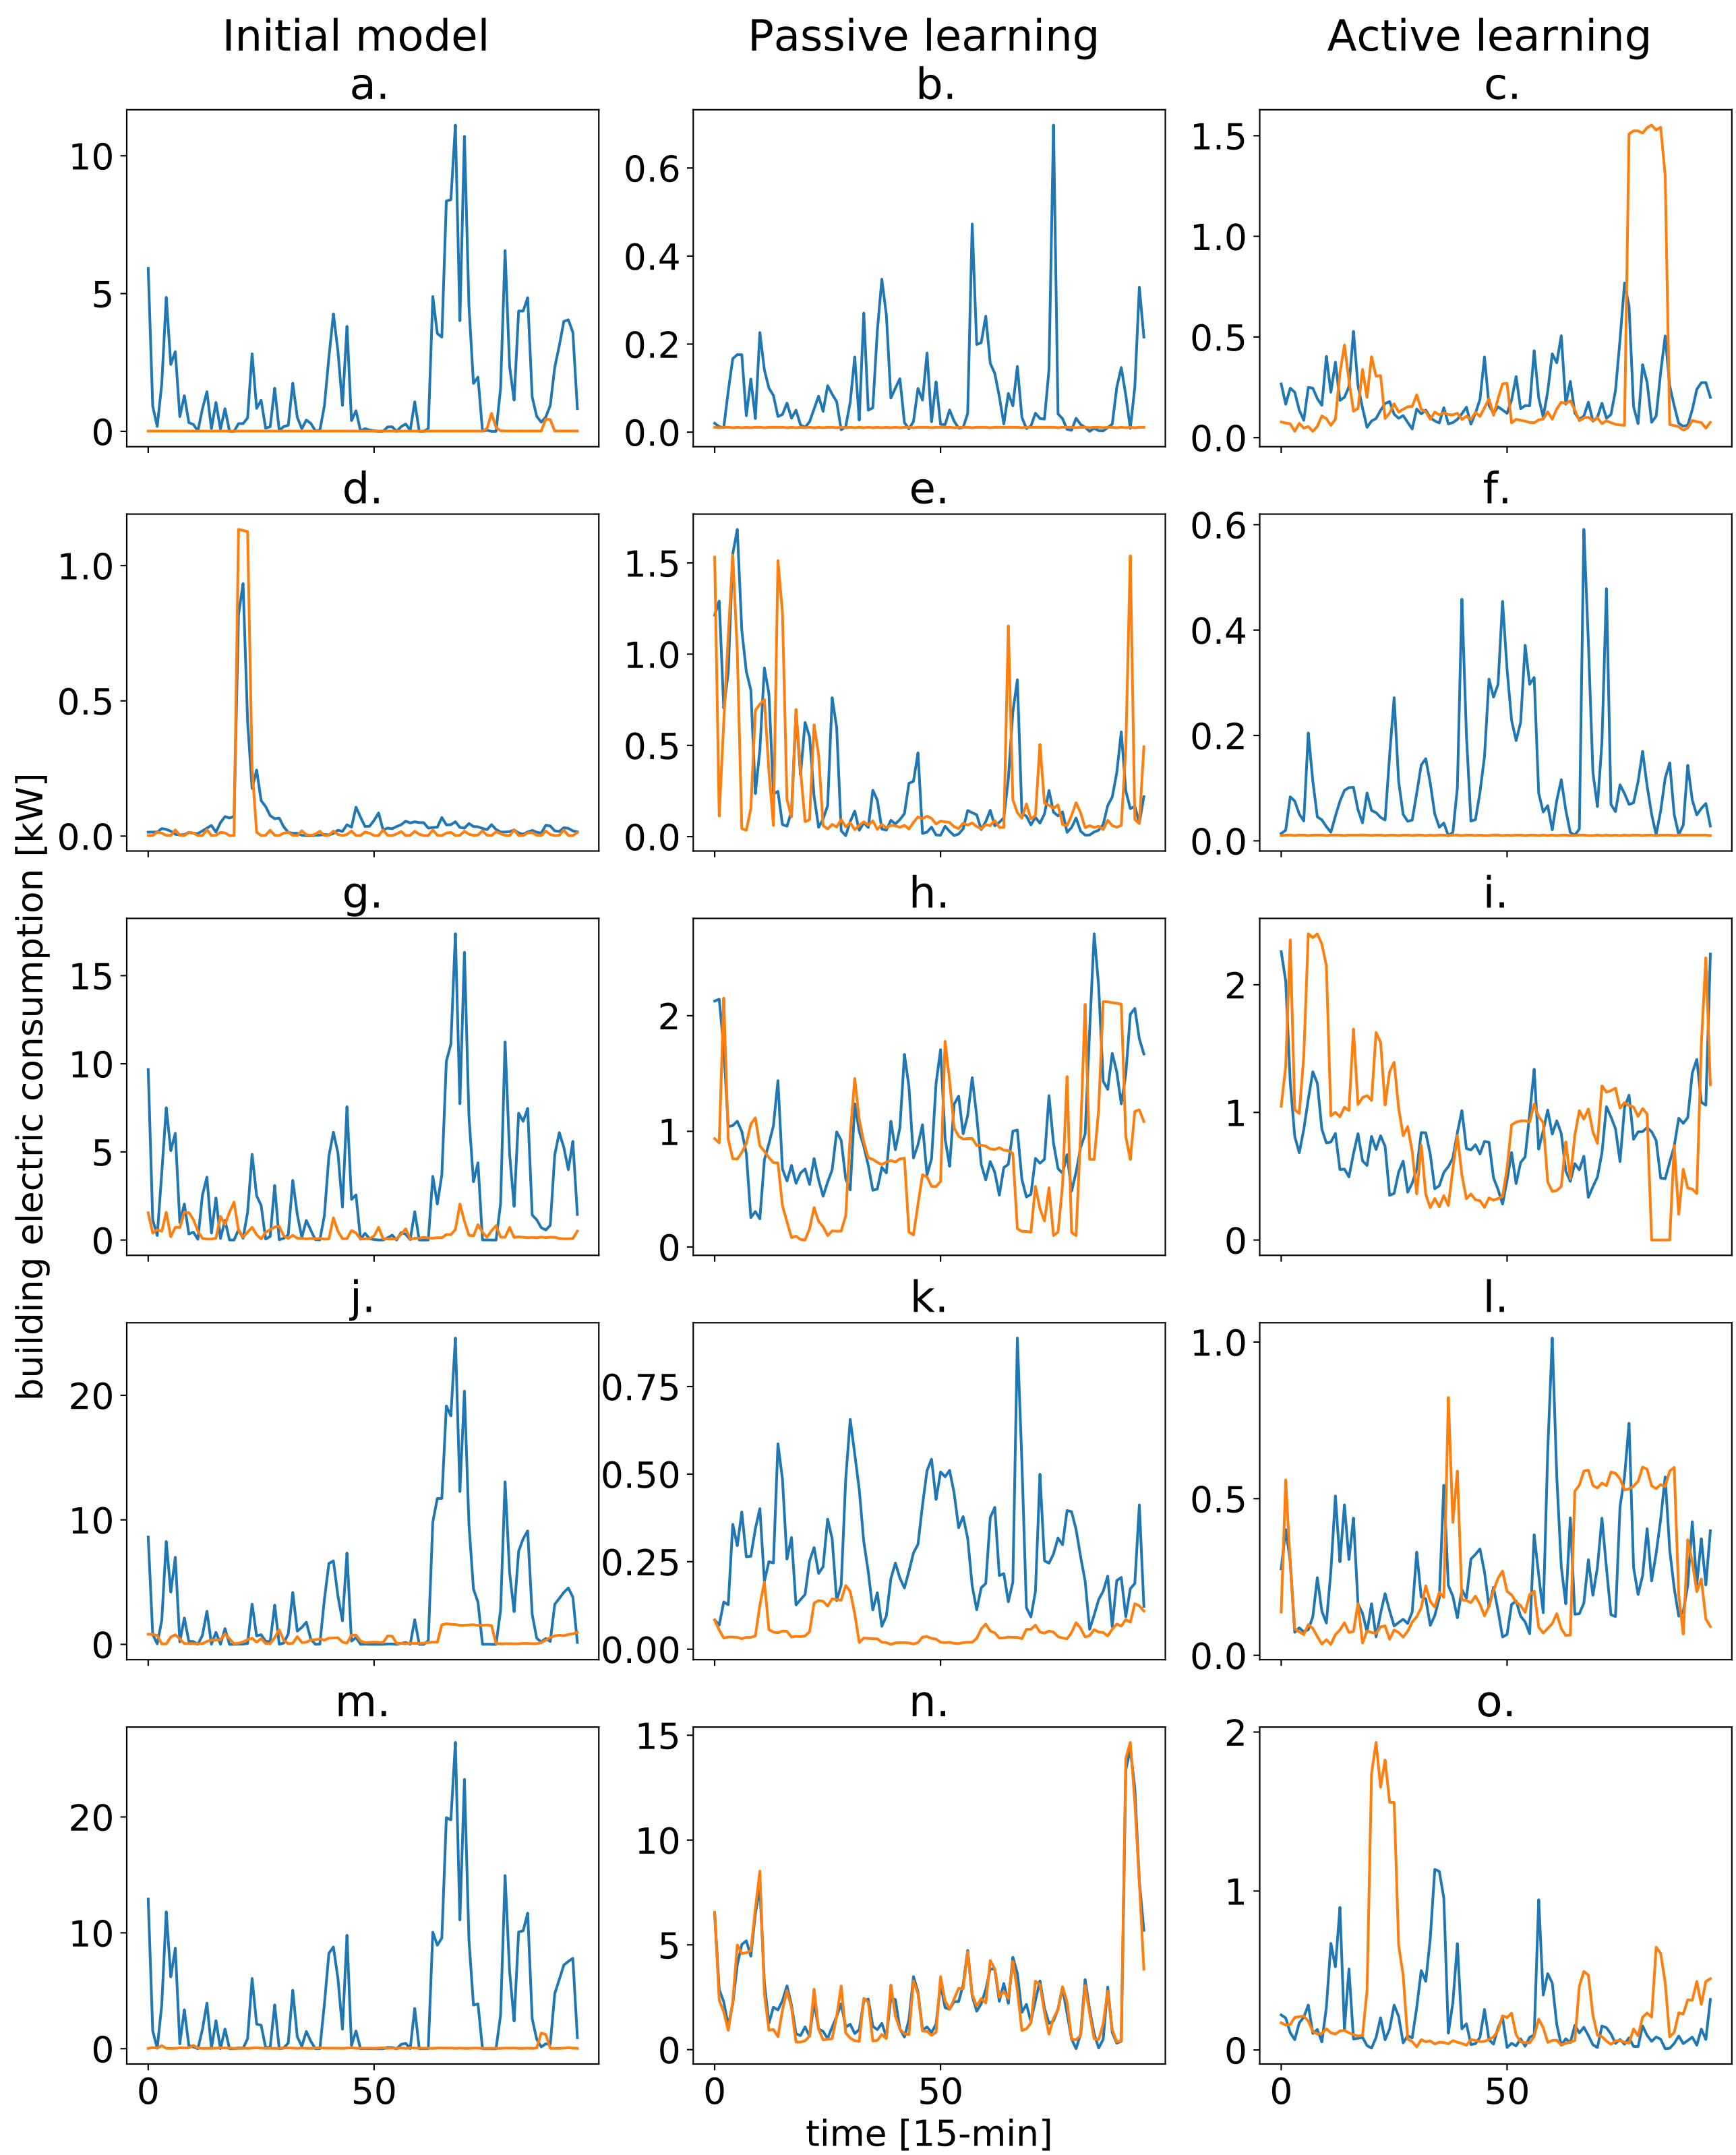 Initial model Passive learning Active learning
a. b. c.
10 0.6 1.5
5 0.4 1.0
0 0.2 0.5
0.0 0.0
d. e. f.
1.0 1.5 0.6
0.5 1.0 0.4
0.0 0.5 0.2
0.0 0.0
building electric consumption [kW]
g. h. i.
15 2 2
10 1 1
5 0 0
0
j. k. l.
20 0.75 1.0
10 0.50 0.5
0 0.25 0.0
0.00
m. n. o.
20 15 2
10 10 1
0 5 0
0
0 50 0 50 0 50
time [15-min]